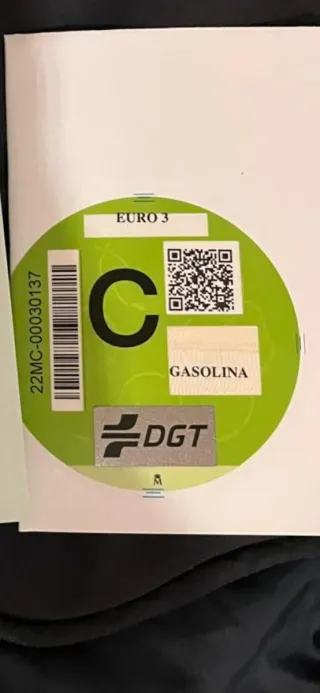 EURO 3
22MC-00030137
C
GASOLINA
DGT
M